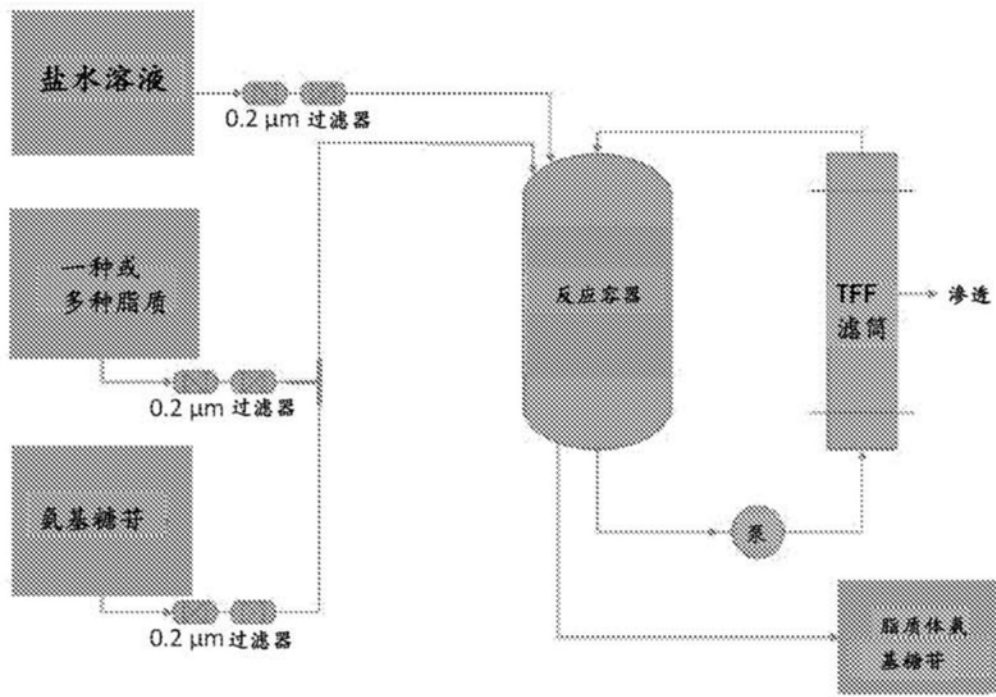 盐水溶液
0.2 μm 过滤器
一种或
多种脂质
0.2 μm 过滤器
氨基糖苷
0.2 μm 过滤器
反应容器
TFF
滤筒
渗透
泵
脂质体氨
基糖苷